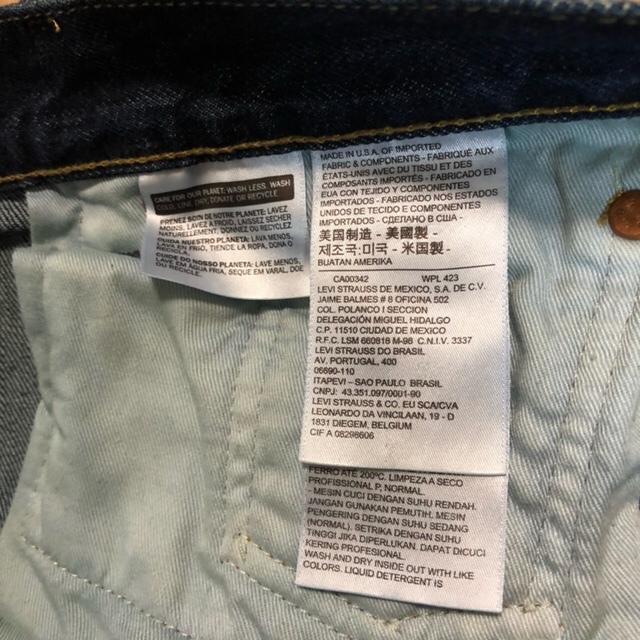 CARE FOR OUR PLANET: WASH LESS, WASH
COLD, LINE DRY, DONATE OR RECYCLE
PRENEZ SOIN DE NOTRE PLANETE: LAVEZ
MOINS, LAVEZ A FROID, LAISSEZ SECHER
NATURELLEMENT, DONNEZ OU RECYCLEZ
CUIDA NUESTRO PLANETA: LAVA MENOS,
LAVA EN FRIO, TIENDE LA ROPA, DONA O
RECICLA
CUIDE DO NOSSO PLANETA: LAVE MENOS,
LAVE EM AGUA FRIA, SEQUE EM VARAL, DOE
OU RECICLE.
MADE IN U.S.A. OF IMPORTED
FABRIC & COMPONENTS - FABRIQUÉ AUX
ÉTATS-UNIS AVEC DU TISSU ET DES
COMPOSANTS IMPORTÉS - FABRICADO EN
EUA CON TEJIDO Y COMPONENTES
IMPORTADOS - FABRICADO NOS ESTADOS
UNIDOS DE TECIDO E COMPONENTES
IMPORTADOS - СДЕЛАНО В США -
美国制造 - 美國製 -
제조국:미국 - 米国製 -
BUATAN AMERIKA
CA00342 WPL 423
LEVI STRAUSS DE MEXICO, S.A. DE C.V.
JAIME BALMES # 8 OFICINA 502
COL. POLANCO I SECCION
DELEGACIÓN MIGUEL HIDALGO
C.P. 11510 CIUDAD DE MEXICO
R.F.C. LSM 660818 M-96 C.N.I.V. 3337
LEVI STRAUSS DO BRASIL
AV. PORTUGAL, 400
06690-110
ITAPEVI - SAO PAULO BRASIL
CNPJ: 43.351.097/0001-90
LEVI STRAUSS & CO. EU SCA/CVA
LEONARDO DA VINCILAAN, 19 - D
1831 DIEGEM, BELGIUM
CIF A 08298606
FERRO ATÉ 200ºC. LIMPEZA A SECO
PROFISSIONAL P, NORMAL.
- MESIN CUCI DENGAN SUHU RENDAH.
JANGAN GUNAKAN PEMUTIH. MESIN
PENGERING DENGAN SUHU SEDANG
(NORMAL). SETRIKA DENGAN SUHU
TINGGI JIKA DIPERLUKAN. DAPAT DICUCI
KERING PROFESIONAL.
WASH AND DRY INSIDE OUT WITH LIKE
COLORS. LIQUID DETERGENT IS